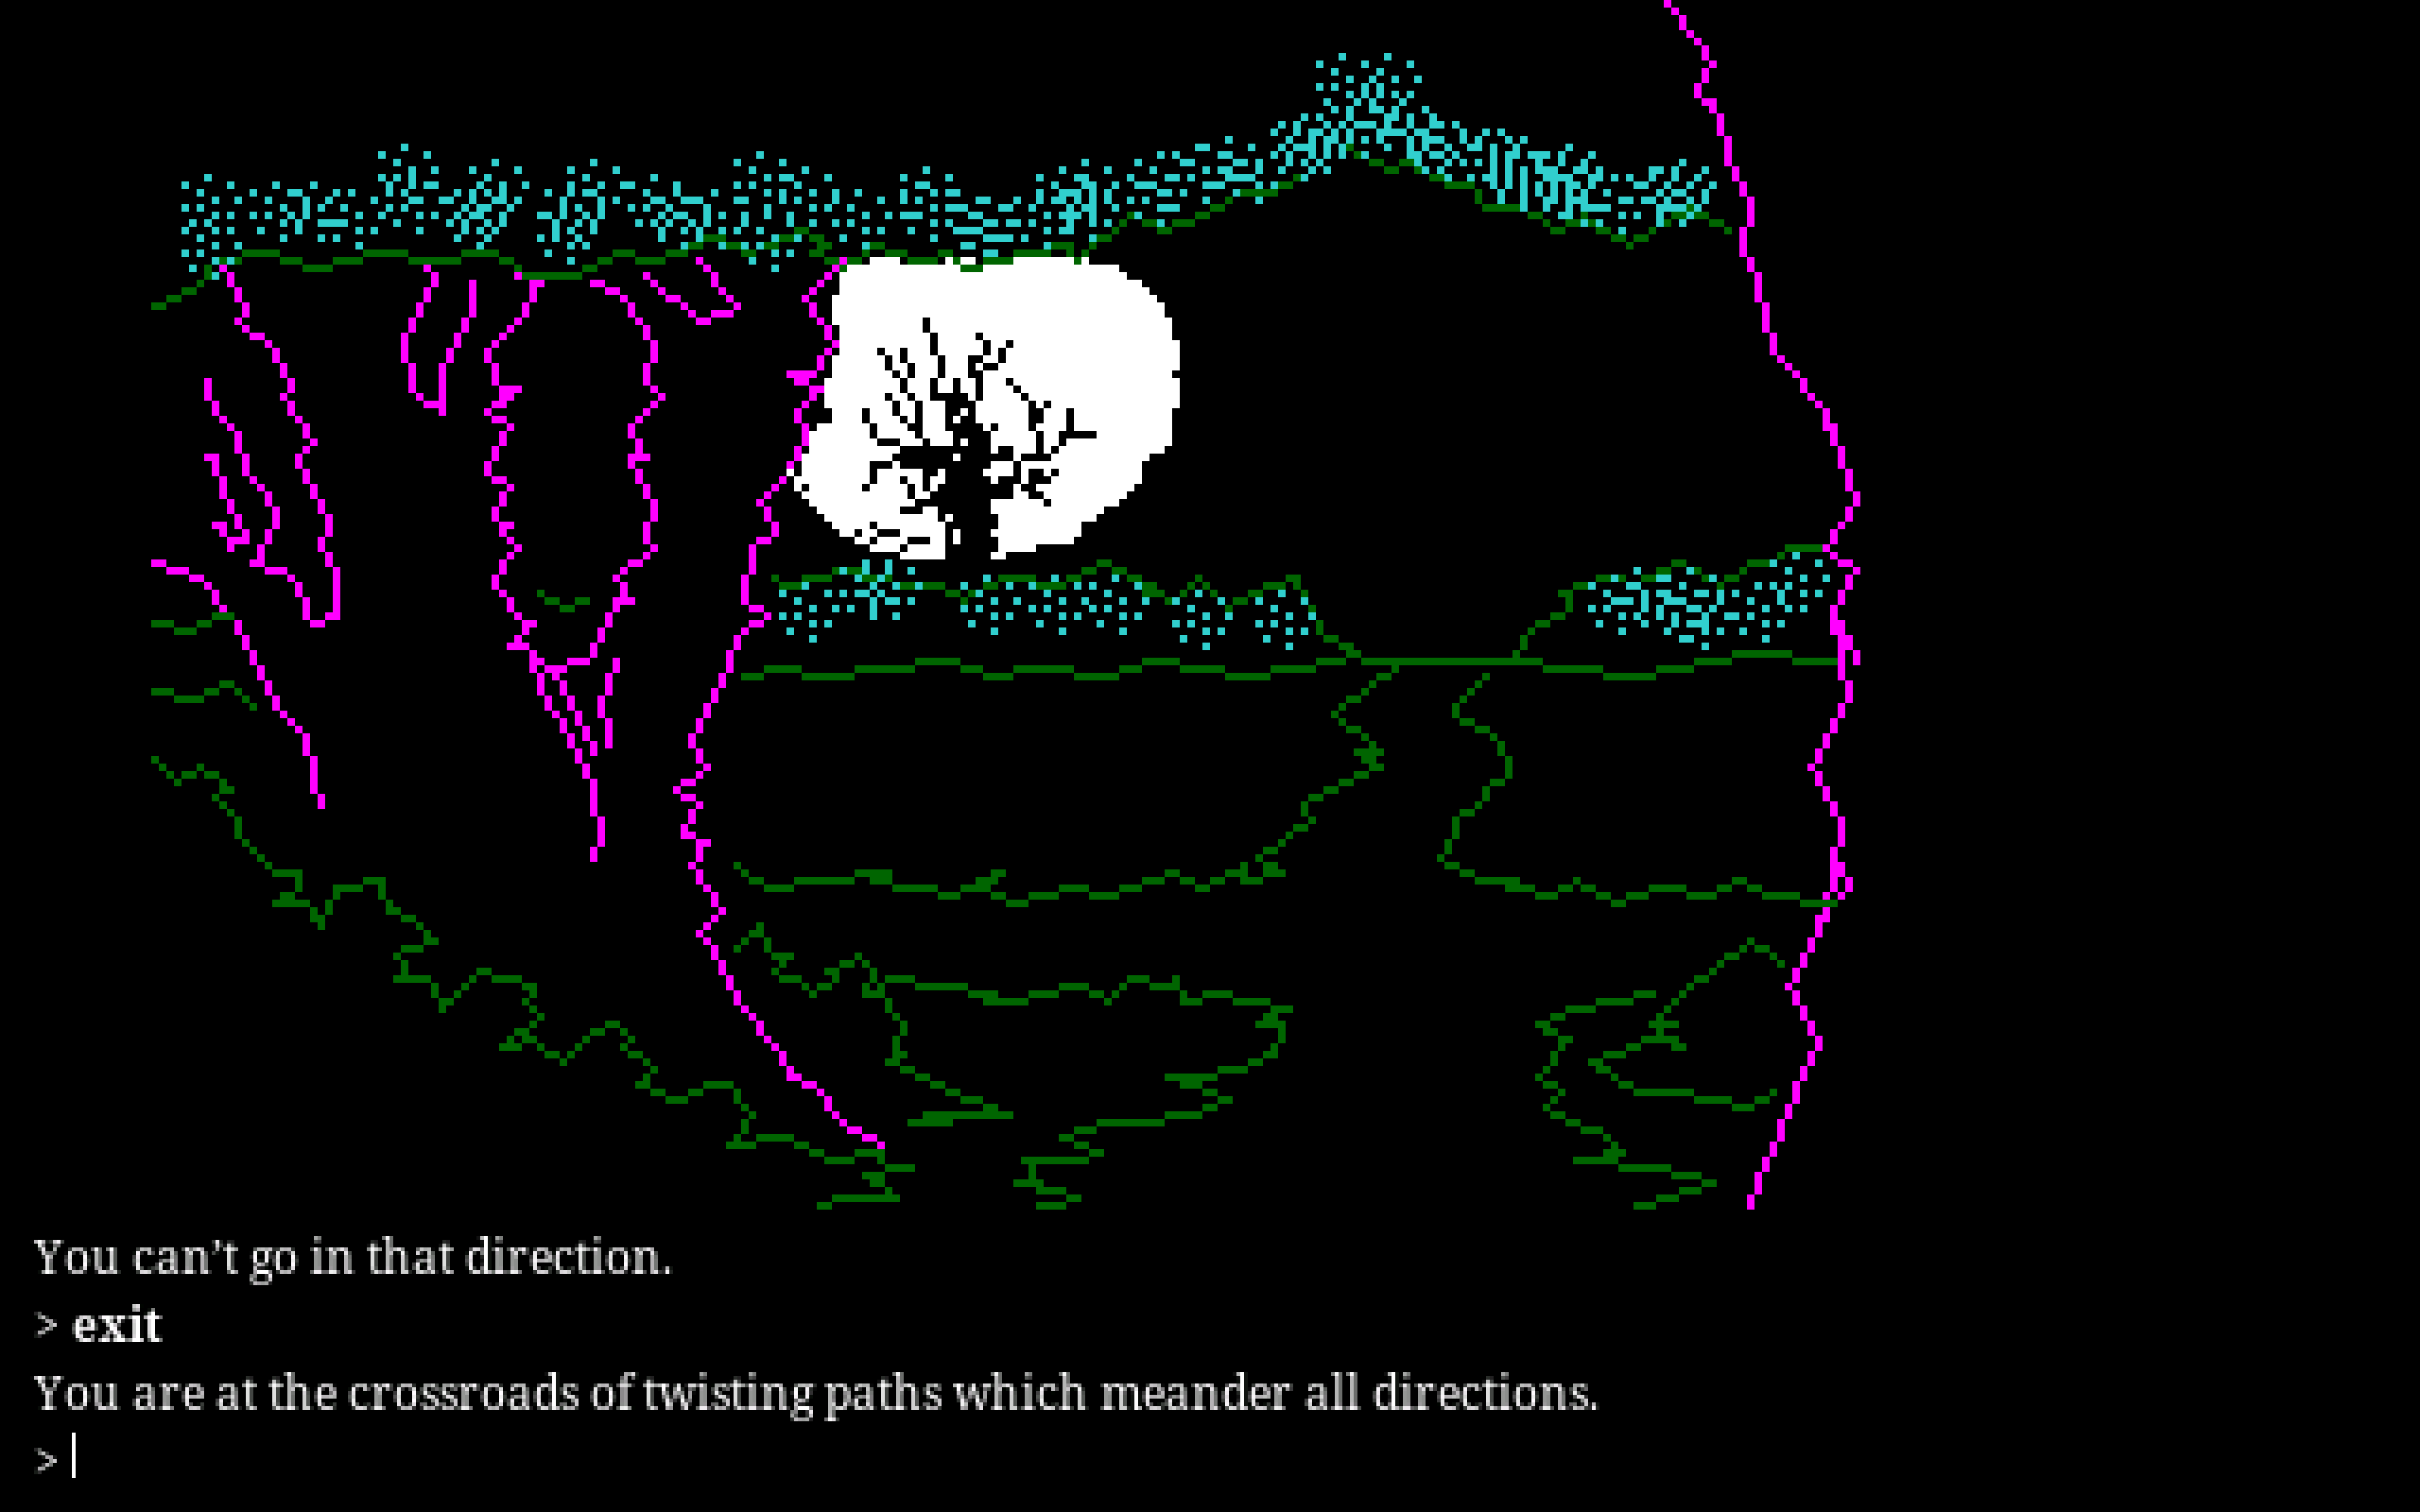 You can't go in that direction.
> exit
You are at the crossroads of twisting paths which meander all directions.
>